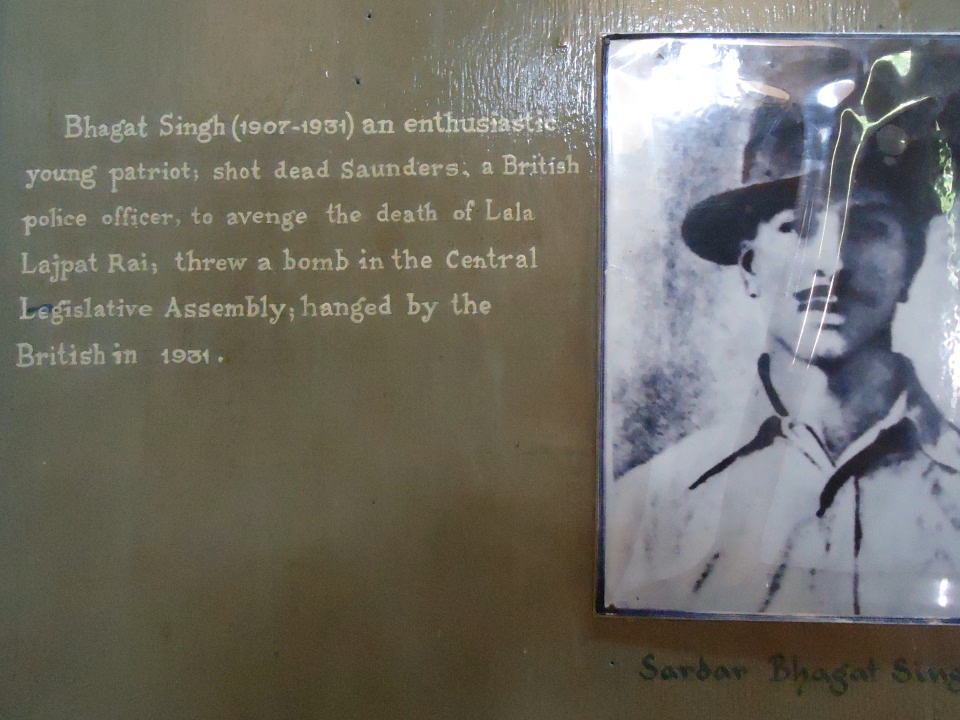 Bhagat Singh (1907-1931) an enthusiastic
young patriot; shot dead Saunders, a British
police officer, to avenge the death of Lala
Lajpat Rai; threw a bomb in the Central
Legislative Assembly; hanged by the
British in 1931.
Sardar Bhagat Sing